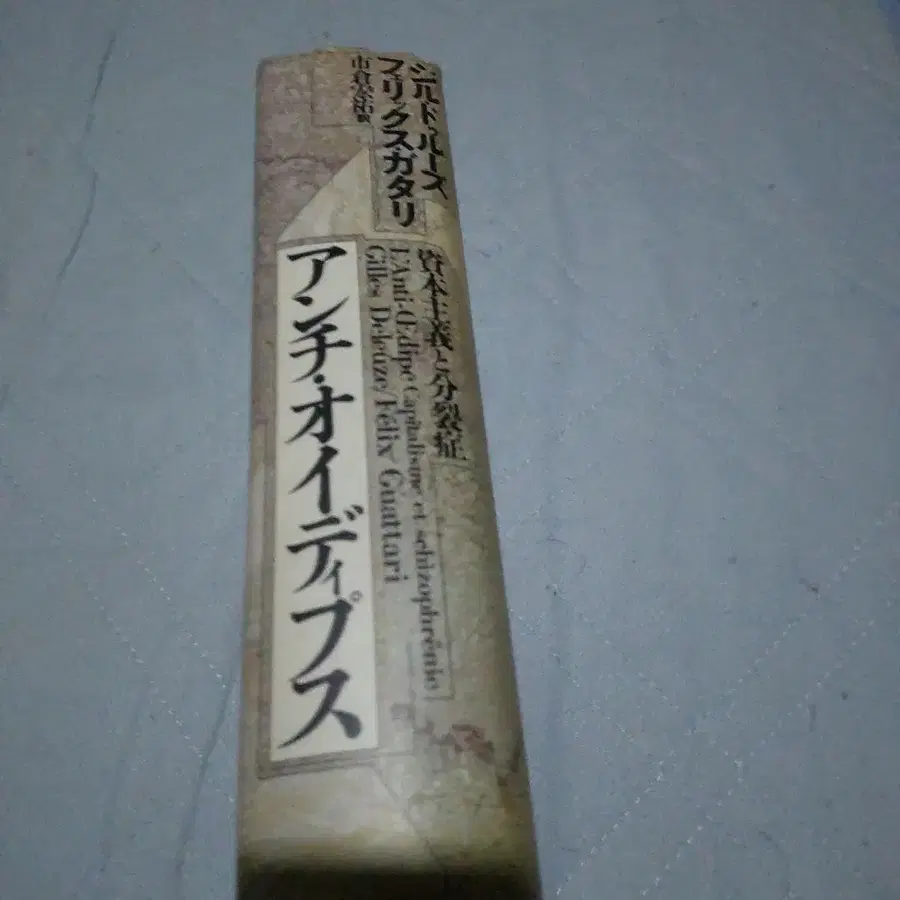 ジル・ドゥルーズ
フェリックス・ガタリ
市倉宏祐訳
資本主義と分裂症
L'Anti-Œdipe Capitalisme et schizophrénie
Gilles Deleuze/Félix Guattari
アンチ・オイディプス